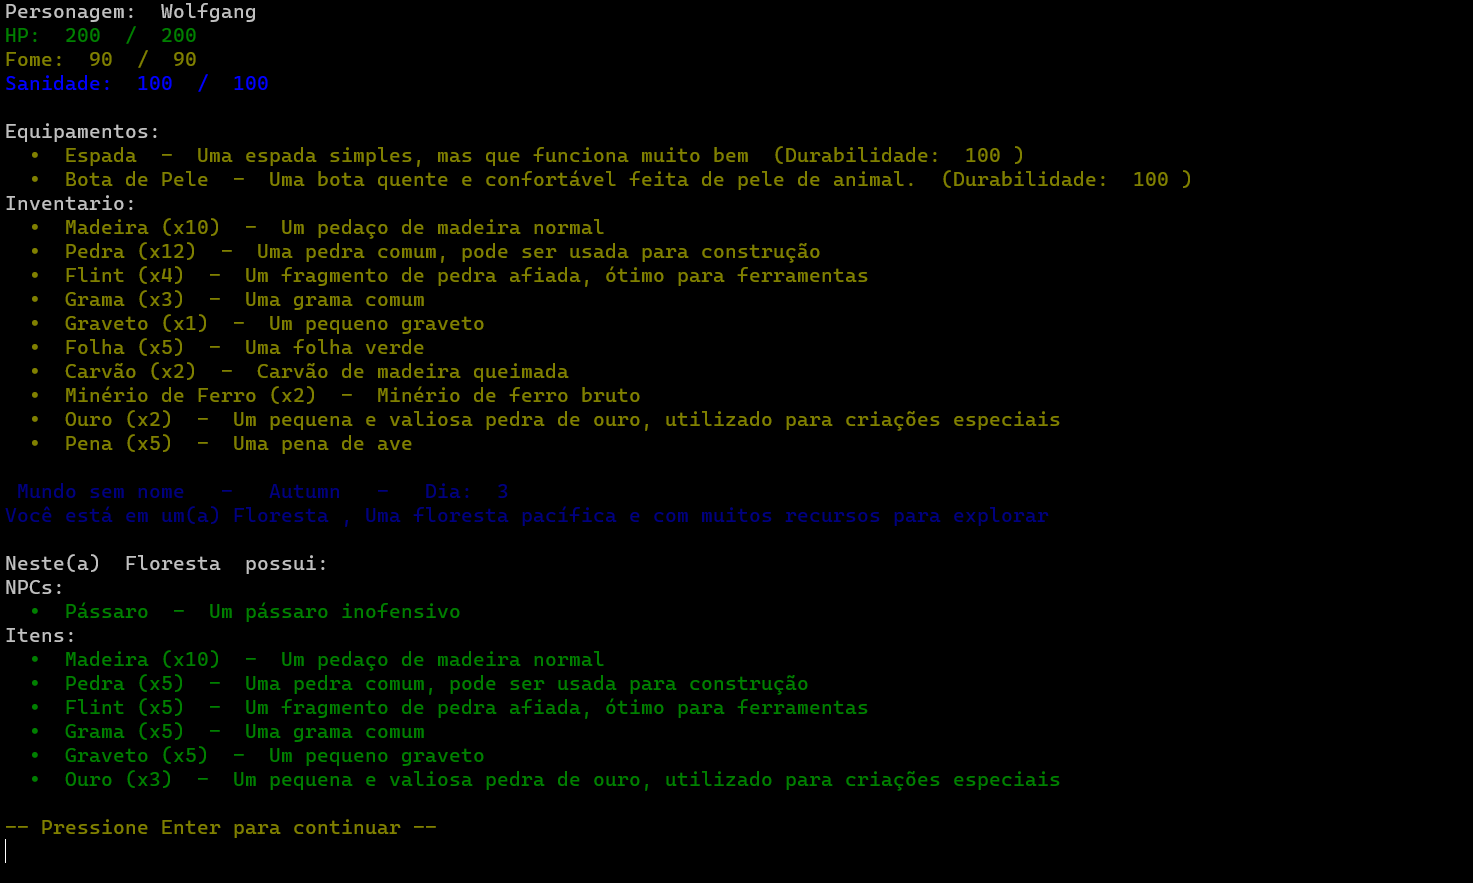 Personagem:  Wolfgang
HP:  200  /  200
Fome:  90  /  90
Sanidade:  100  /  100
Equipamentos:
•  Espada  –  Uma espada simples, mas que funciona muito bem  (Durabilidade:  100 )
•  Bota de Pele  –  Uma bota quente e confortável feita de pele de animal.  (Durabilidade:  100 )
Inventario:
•  Madeira (x10)  –  Um pedaço de madeira normal
•  Pedra (x12)  –  Uma pedra comum, pode ser usada para construção
•  Flint (x4)  –  Um fragmento de pedra afiada, ótimo para ferramentas
•  Grama (x3)  –  Uma grama comum
•  Graveto (x1)  –  Um pequeno graveto
•  Folha (x5)  –  Uma folha verde
•  Carvão (x2)  –  Carvão de madeira queimada
•  Minério de Ferro (x2)  –  Minério de ferro bruto
•  Ouro (x2)  –  Um pequena e valiosa pedra de ouro, utilizado para criações especiais
•  Pena (x5)  –  Uma pena de ave
Mundo sem nome   –   Autumn   –   Dia:  3
Você está em um(a) Floresta , Uma floresta pacifica e com muitos recursos para explorar
Neste(a)  Floresta  possui:
NPCs:
•  Pássaro  –  Um pássaro inofensivo
Itens:
•  Madeira (x10)  –  Um pedaço de madeira normal
•  Pedra (x5)  –  Uma pedra comum, pode ser usada para construção
•  Flint (x5)  –  Um fragmento de pedra afiada, ótimo para ferramentas
•  Grama (x5)  –  Uma grama comum
•  Graveto (x5)  –  Um pequeno graveto
•  Ouro (x3)  –  Um pequena e valiosa pedra de ouro, utilizado para criações especiais
-- Pressione Enter para continuar --